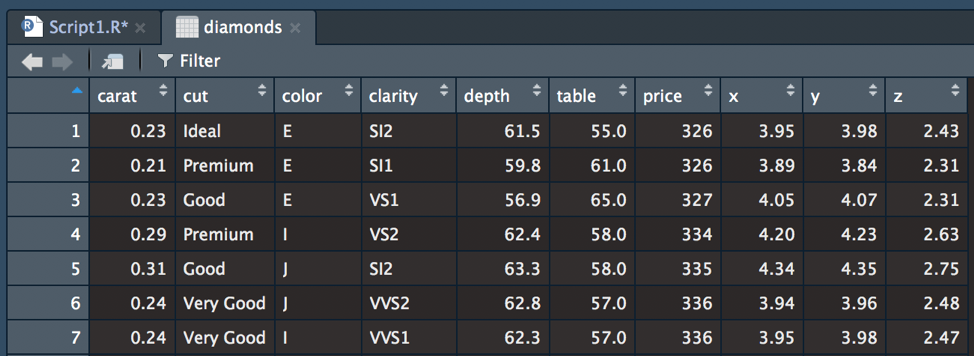 R Script1.R* × diamonds ×
Filter
carat cut color clarity depth table price x y z
1 0.23 Ideal E SI2 61.5 55.0 326 3.95 3.98 2.43
2 0.21 Premium E SI1 59.8 61.0 326 3.89 3.84 2.31
3 0.23 Good E VS1 56.9 65.0 327 4.05 4.07 2.31
4 0.29 Premium I VS2 62.4 58.0 334 4.20 4.23 2.63
5 0.31 Good J SI2 63.3 58.0 335 4.34 4.35 2.75
6 0.24 Very Good J VVS2 62.8 57.0 336 3.94 3.96 2.48
7 0.24 Very Good I VVS1 62.3 57.0 336 3.95 3.98 2.47